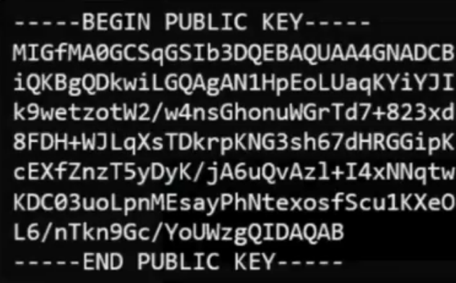 -----BEGIN PUBLIC KEY-----
MIGfMA0GCSqGSIb3DQEBAQUAA4GNADCB
iQKBgQDkwiLGQAgAN1HpEoLUaqKYiYJI
k9wetzotW2/w4nsGhonuWGrTd7+823xd
8FDH+WJLqXsTDkrpKNG3sh67dHRGGipK
cEXfZnzT5yDyK/jA6uQvAzl+I4xNNqtw
KDC03uoLpnMEsayPhNtexosfScu1KXeO
L6/nTkn9Gc/YoUWzgQIDAQAB
-----END PUBLIC KEY-----